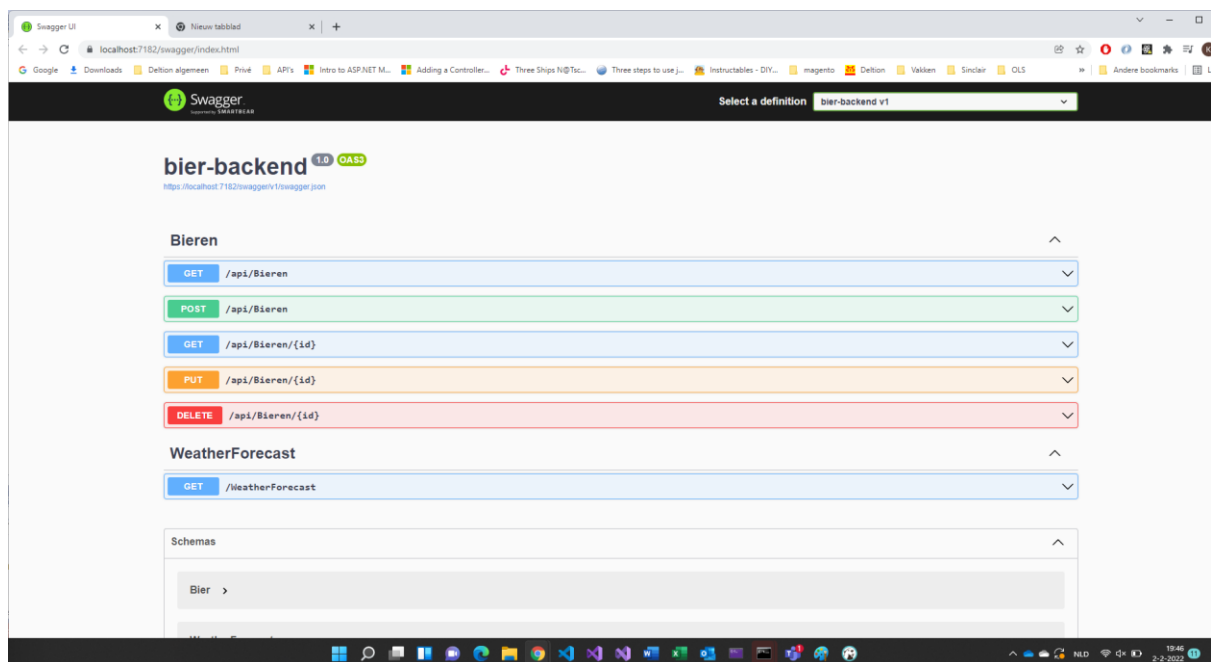 Swagger UI
Nieuw tabblad
localhost:7182/swagger/index.html
Google Downloads Deltion algemeen Privé API's Intro to ASP.NET M... Adding a Controller... Three Ships N@Tsc... Three steps to use j... Instructables - DIY... magento Deltion Vakken Sinclair OLS » Andere bookmarks L
Swagger.
Supported by SMARTBEAR
Select a definition bier-backend v1
bier-backend 1.0 OAS3
https://localhost:7182/swagger/v1/swagger.json
Bieren
GET /api/Bieren
POST /api/Bieren
GET /api/Bieren/{id}
PUT /api/Bieren/{id}
DELETE /api/Bieren/{id}
WeatherForecast
GET /WeatherForecast
Schemas
Bier
NLD 19:46
2-2-2022